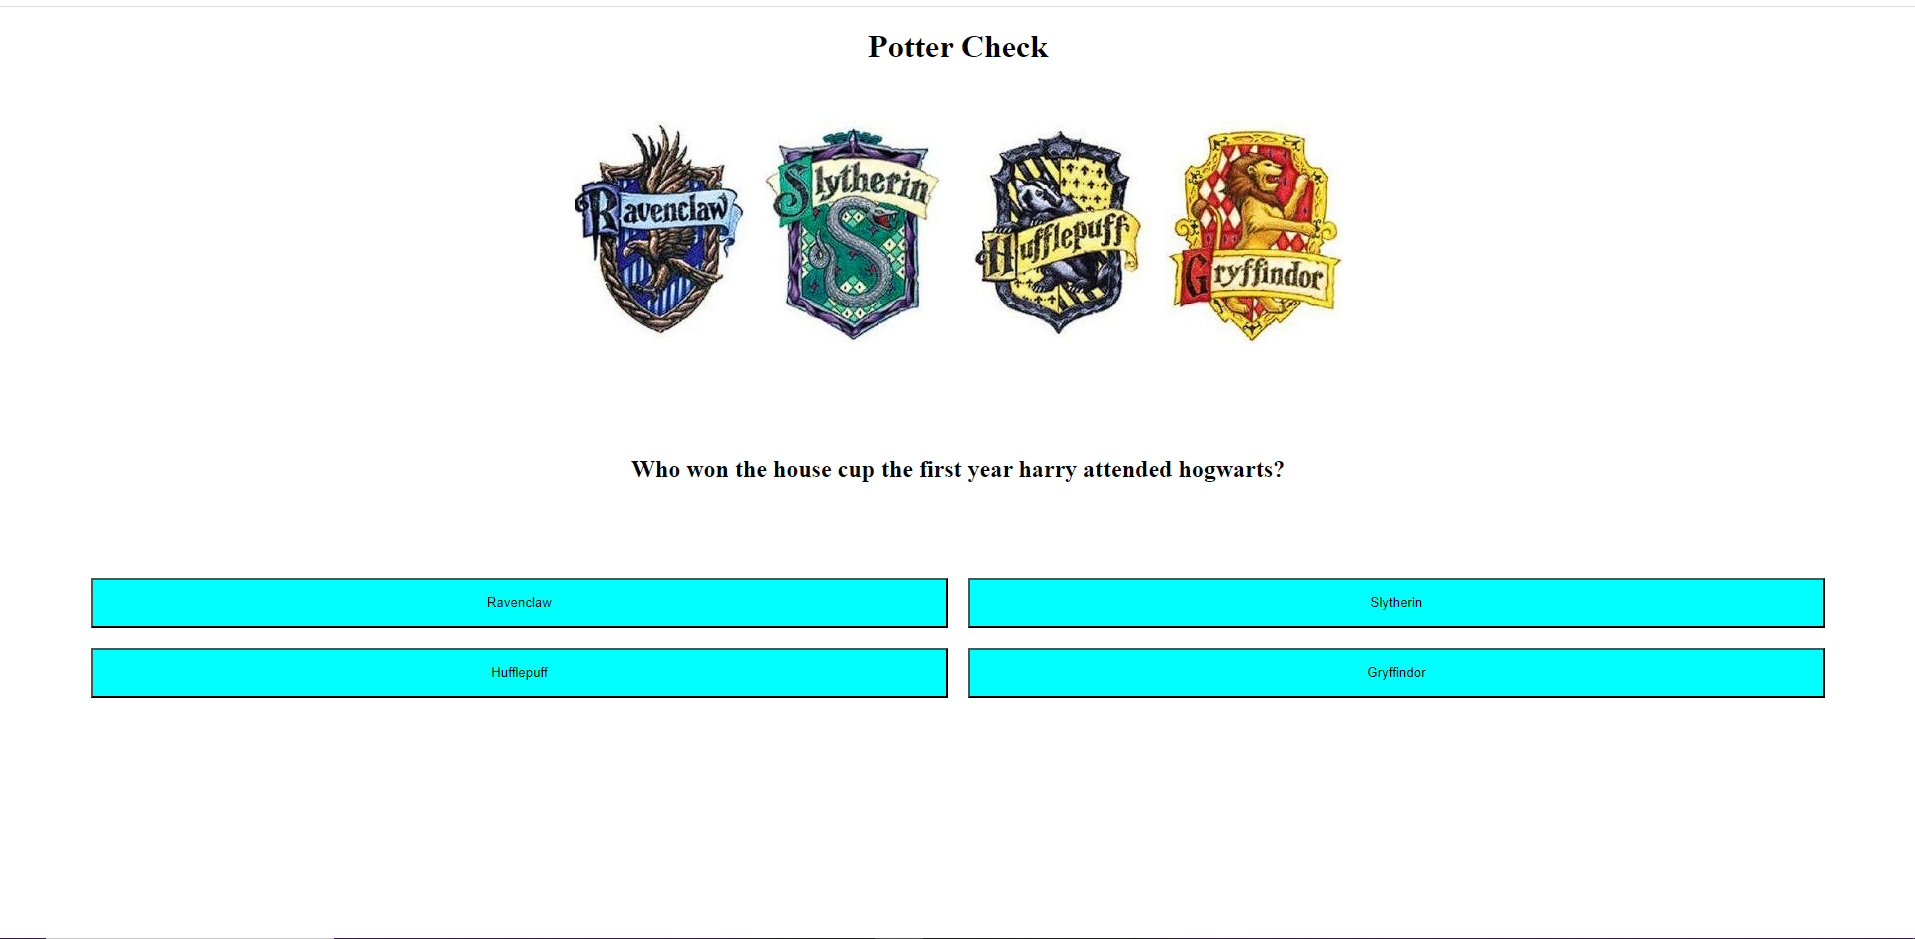 Potter Check
Ravenclaw
Slytherin
Hufflepuff
Gryffindor
Who won the house cup the first year harry attended hogwarts?
Ravenclaw
Slytherin
Hufflepuff
Gryffindor